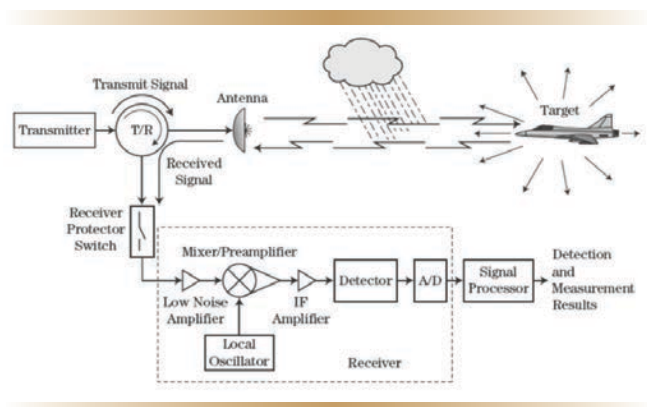 Transmit Signal
Antenna
Target
Transmitter
T/R
Received
Signal
Receiver
Protector
Switch
Mixer/Preamplifier
Detector
A/D
Signal
Processor
Detection
and
Measurement
Results
Low Noise
Amplifier
IF
Amplifier
Local
Oscillator
Receiver